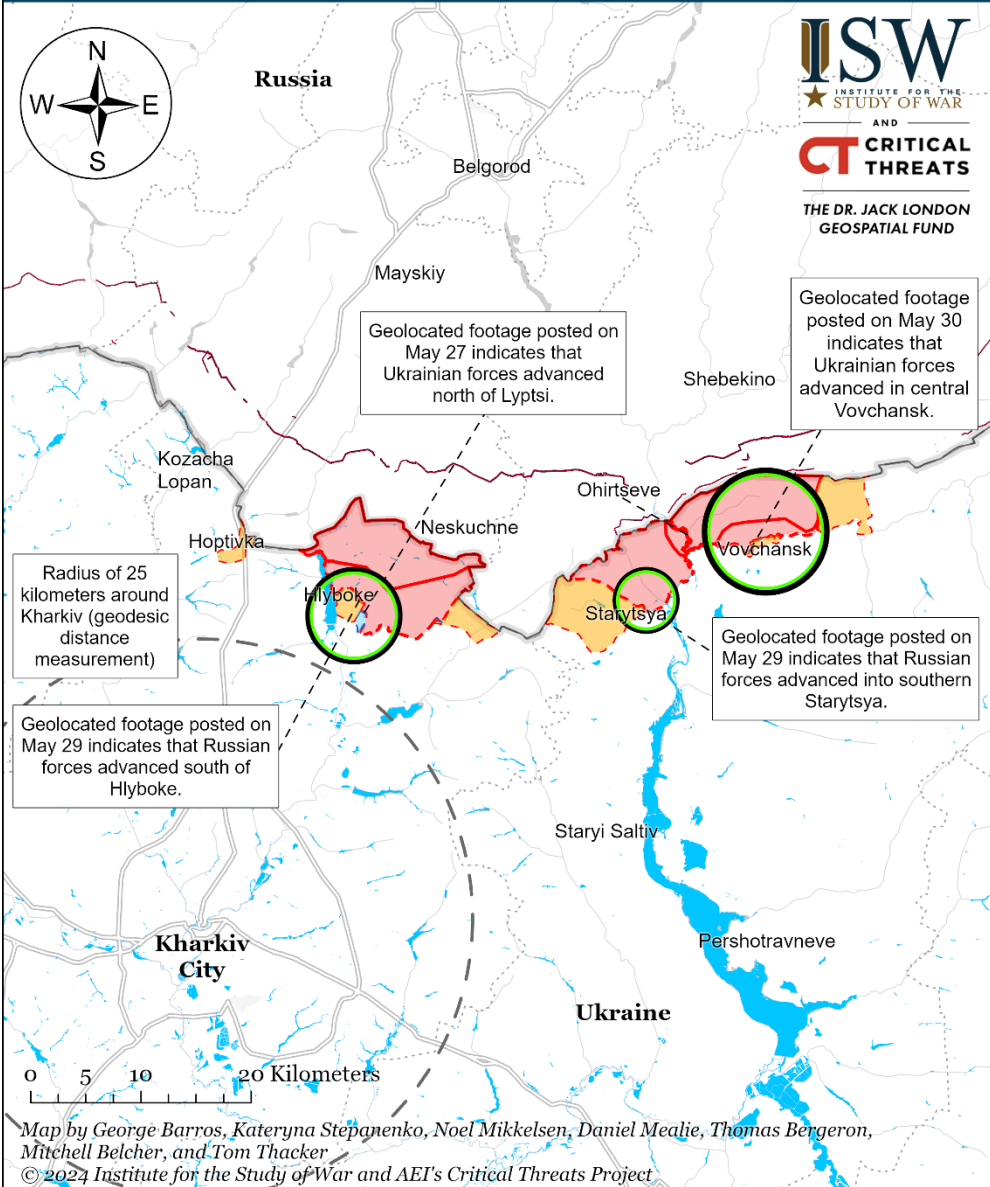 N
W E
S
Russia
ISW
INSTITUTE FOR THE
STUDY OF WAR
AND
CT CRITICAL
THREATS
THE DR. JACK LONDON
GEOSPATIAL FUND
Belgorod
Mayskiy
Geolocated footage
posted on May 30
indicates that
Ukrainian forces
advanced in central
Vovchansk.
Geolocated footage posted on
May 27 indicates that
Ukrainian forces advanced
north of Lyptsi.
Shebekino
Kozacha
Lopan
Ohirtseve
Neskuchne
Hoptivka
Vovchansk
Radius of 25
kilometers around
Kharkiv (geodesic
distance
measurement)
Hlyboke
Starytsya
Geolocated footage posted on
May 29 indicates that Russian
forces advanced into southern
Starytsya.
Geolocated footage posted on
May 29 indicates that Russian
forces advanced south of
Hlyboke.
Staryi Saltiv
Kharkiv
City
Pershotravneve
Ukraine
0 5 10 20 Kilometers
Map by George Barros, Kateryna Stepanenko, Noel Mikkelsen, Daniel Mealie, Thomas Bergeron,
Mitchell Belcher, and Tom Thacker
© 2024 Institute for the Study of War and AEI's Critical Threats Project